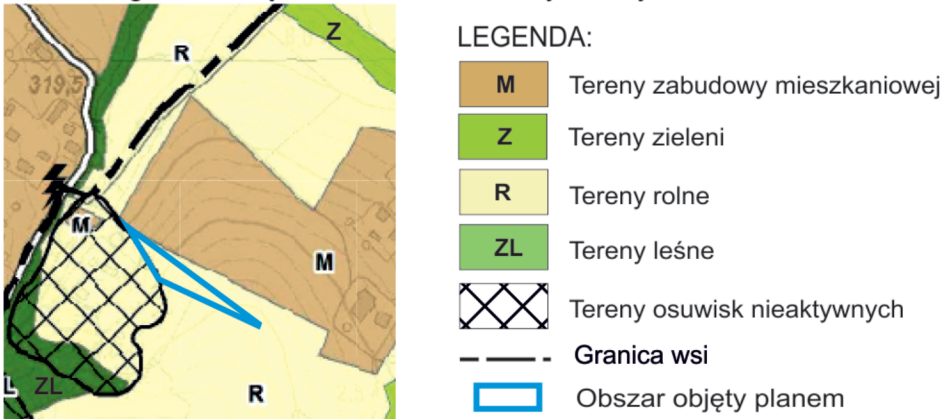 Z
R
319,5
M
M
R
L
ZL
LEGENDA:
M Tereny zabudowy mieszkaniowej
Z Tereny zieleni
R Tereny rolne
ZL Tereny leśne
Tereny osuwisk nieaktywnych
Granica wsi
Obszar objęty planem